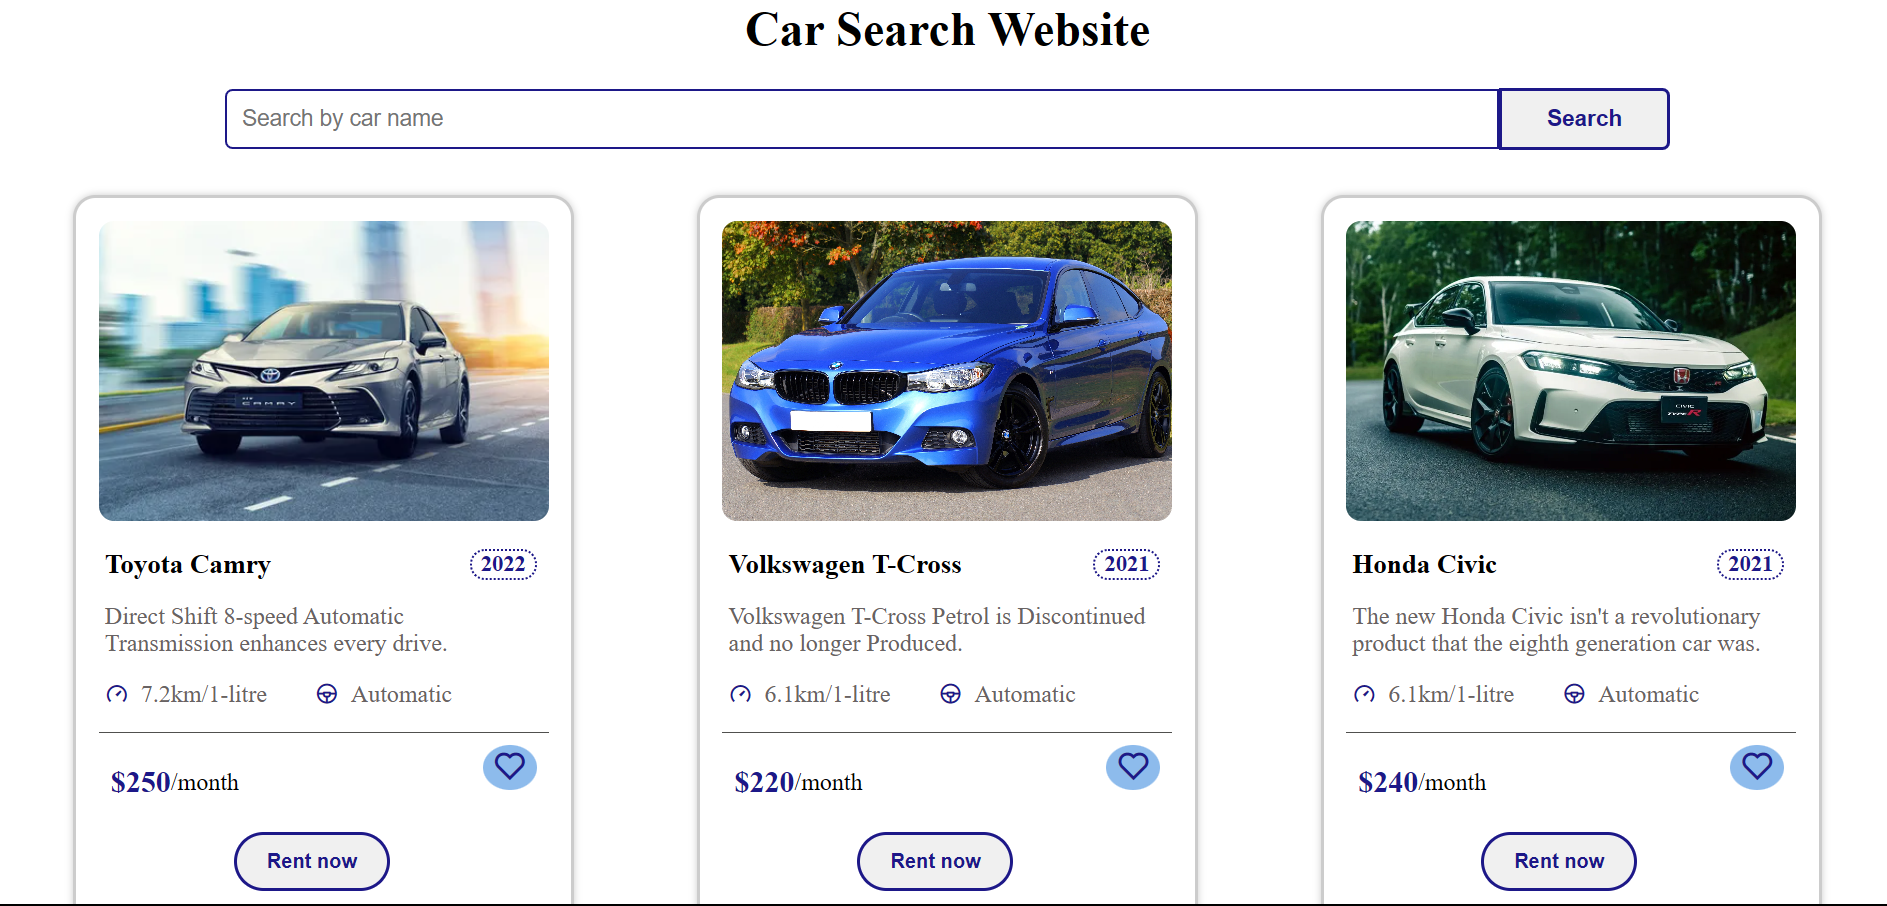 Car Search Website
Search by car name
Search
CAMRY
CIVIC
TYPE R
Toyota Camry
2022
Volkswagen T-Cross
2021
Honda Civic
2021
Direct Shift 8-speed Automatic
Transmission enhances every drive.
Volkswagen T-Cross Petrol is Discontinued
and no longer Produced.
The new Honda Civic isn't a revolutionary
product that the eighth generation car was.
7.2km/1-litre
Automatic
6.1km/1-litre
Automatic
6.1km/1-litre
Automatic
$250/month
$220/month
$240/month
Rent now
Rent now
Rent now